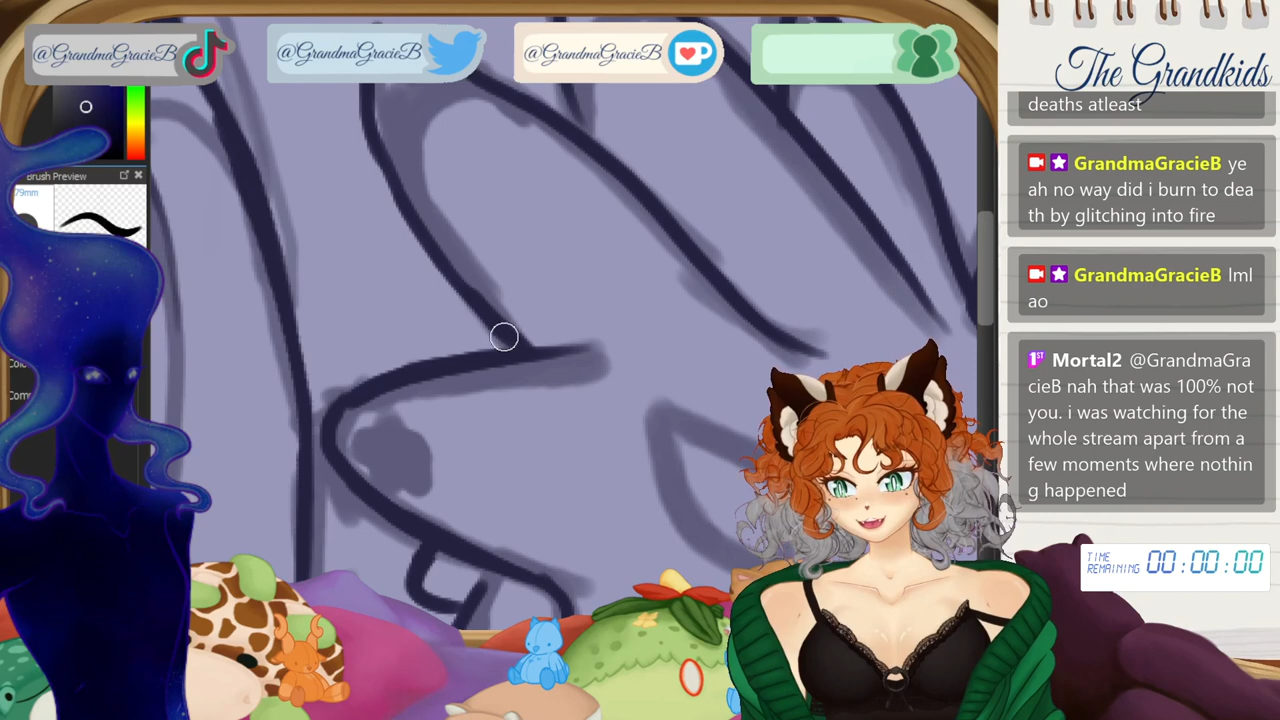 @GrandmaGracieB
@GrandmaGracieB
@GrandmaGracieB
Brush Preview
79mm
The Grandkids
deaths atleast
GrandmaGracieB ye
ah no way did i burn to dea
th by glitching into fire
GrandmaGracieB lml
ao
1ST Mortal2 @GrandmaGra
cieB nah that was 100% not
you. i was watching for the
whole stream apart from a
few moments where nothin
g happened
TIME
REMAINING 00:00:00